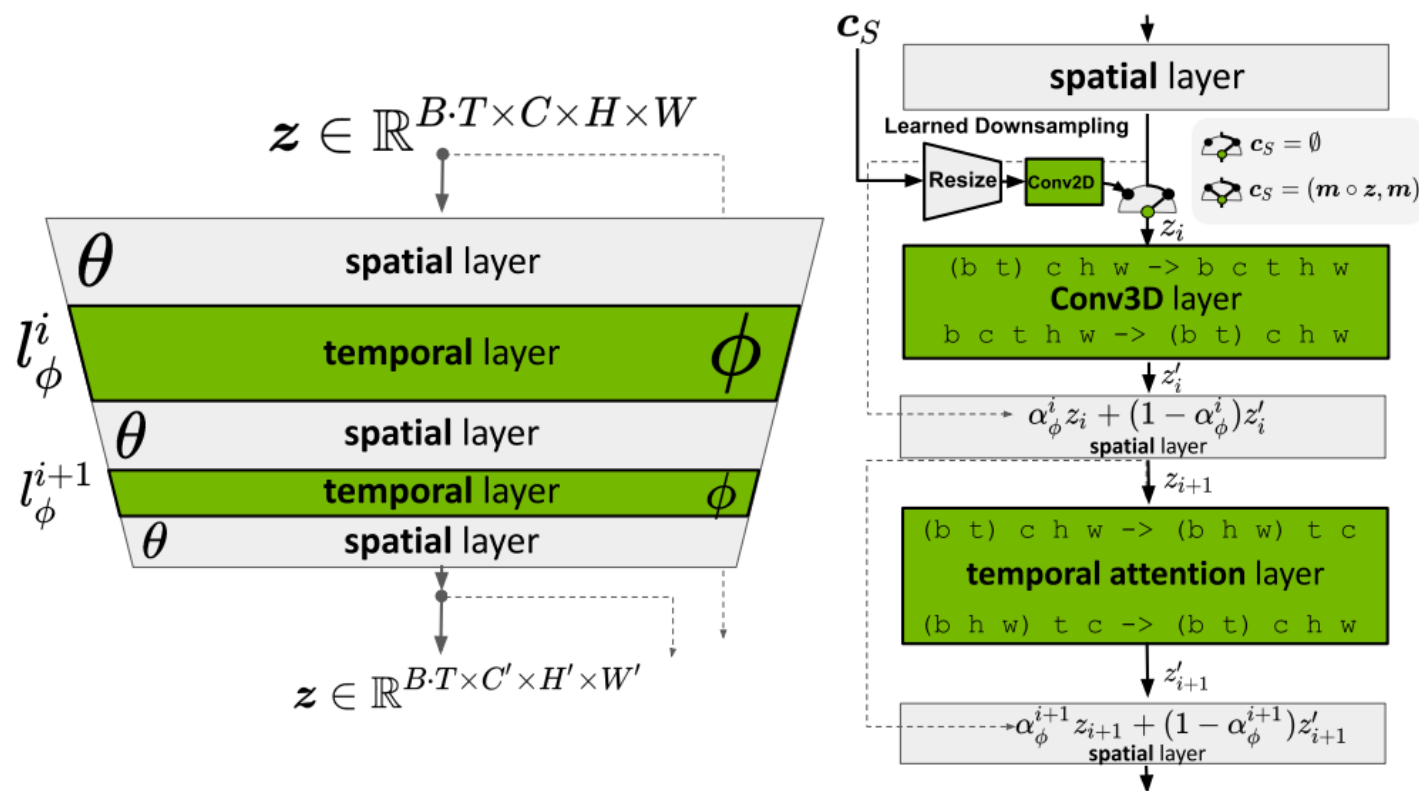 z ∈ ℝ^{B·T×C×H×W}
θ spatial layer
l_ϕ^i temporal layer ϕ
θ spatial layer
l_ϕ^{i+1} temporal layer ϕ
θ spatial layer
z ∈ ℝ^{B·T×C′×H′×W′}
c_S
spatial layer
Learned Downsampling
Resize
Conv2D
c_S = ∅
c_S = (m ∘ z, m)
z_i
(b t) c h w -> b c t h w
Conv3D layer
b c t h w -> (b t) c h w
z′_i
α_ϕ^i z_i + (1 − α_ϕ^i)z′_i
spatial layer
z_{i+1}
(b t) c h w -> (b h w) t c
temporal attention layer
(b h w) t c -> (b t) c h w
z′_{i+1}
α_ϕ^{i+1} z_{i+1} + (1 − α_ϕ^{i+1})z′_{i+1}
spatial layer